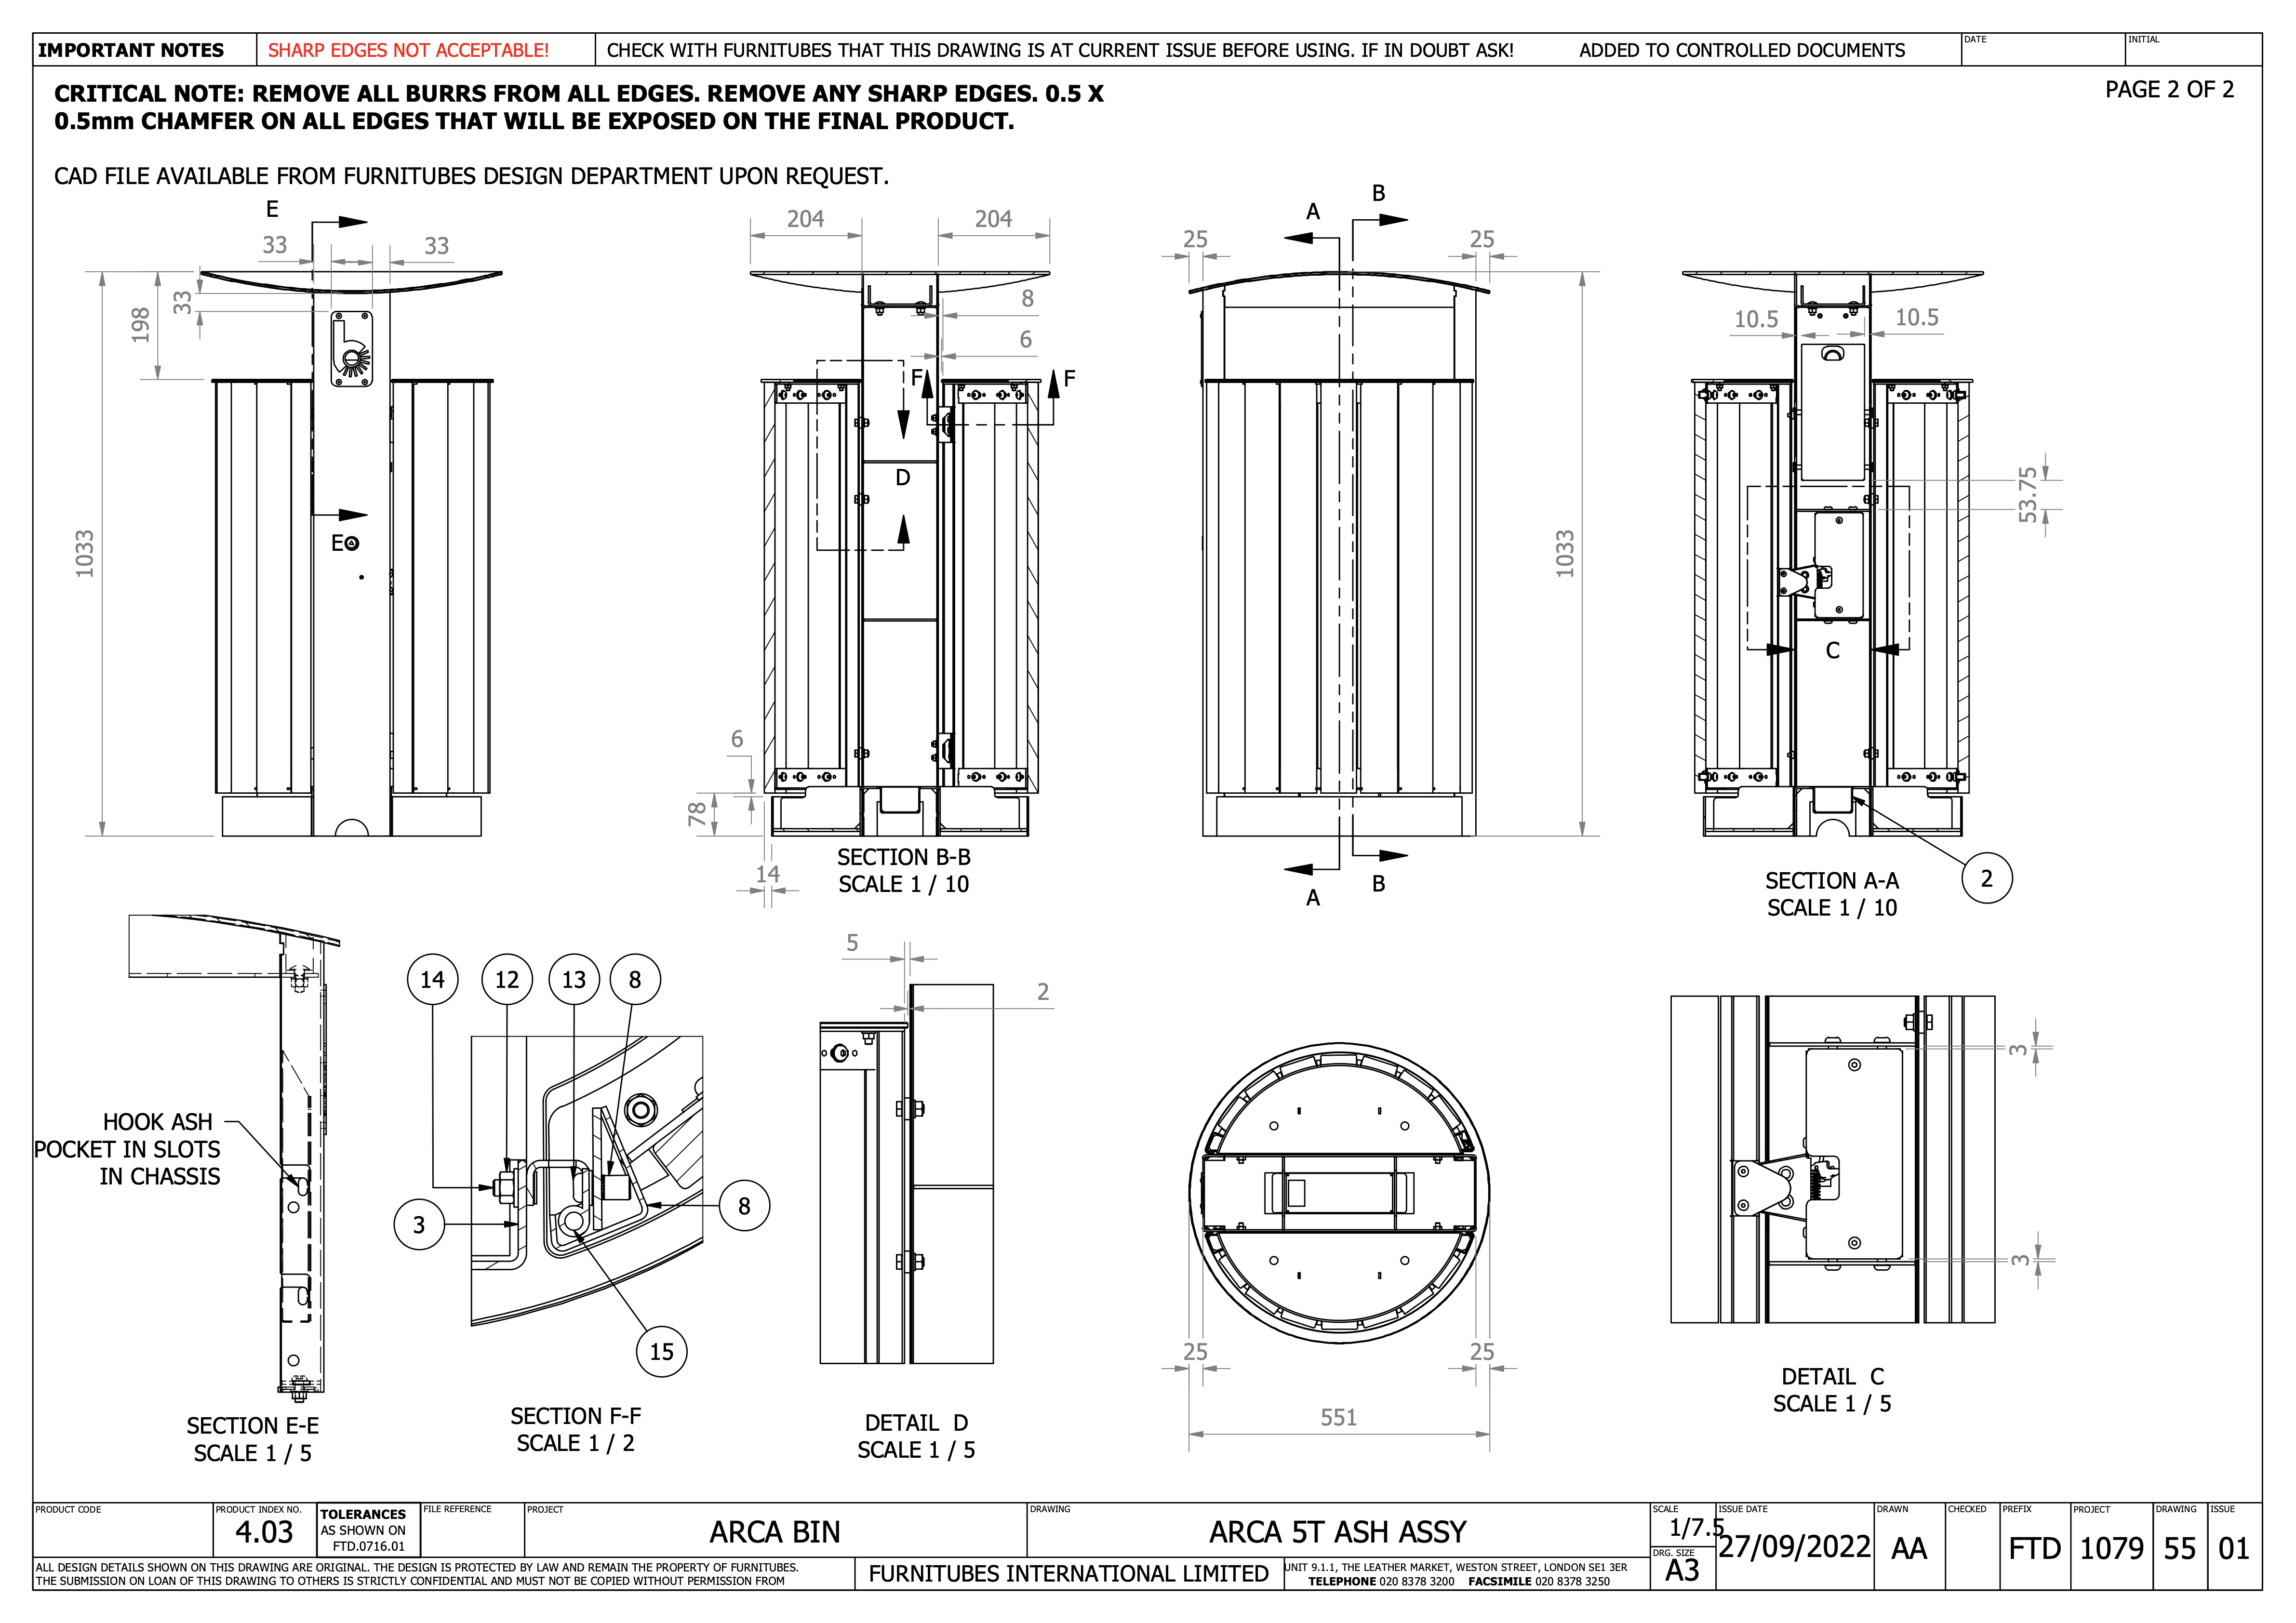 IMPORTANT NOTES
SHARP EDGES NOT ACCEPTABLE!
CHECK WITH FURNITUBES THAT THIS DRAWING IS AT CURRENT ISSUE BEFORE USING. IF IN DOUBT ASK!
ADDED TO CONTROLLED DOCUMENTS
DATE
INITIAL
CRITICAL NOTE: REMOVE ALL BURRS FROM ALL EDGES. REMOVE ANY SHARP EDGES. 0.5 X
0.5mm CHAMFER ON ALL EDGES THAT WILL BE EXPOSED ON THE FINAL PRODUCT.
PAGE 2 OF 2
CAD FILE AVAILABLE FROM FURNITUBES DESIGN DEPARTMENT UPON REQUEST.
E
33
33
33
198
1033
E
204
204
8
6
F
F
D
6
78
14
SECTION B-B
SCALE 1 / 10
A
B
25
25
1033
A
B
10.5
10.5
53.75
C
2
SECTION A-A
SCALE 1 / 10
HOOK ASH
POCKET IN SLOTS
IN CHASSIS
SECTION E-E
SCALE 1 / 5
14
12
13
8
3
8
15
SECTION F-F
SCALE 1 / 2
5
2
DETAIL D
SCALE 1 / 5
25
25
551
3
3
DETAIL C
SCALE 1 / 5
PRODUCT CODE
PRODUCT INDEX NO.
4.03
TOLERANCES
AS SHOWN ON
FTD.0716.01
FILE REFERENCE
PROJECT
ARCA BIN
DRAWING
ARCA 5T ASH ASSY
SCALE
1/7.5
DRG. SIZE
A3
ISSUE DATE
27/09/2022
DRAWN
AA
CHECKED
PREFIX
FTD
PROJECT
1079
DRAWING
55
ISSUE
01
ALL DESIGN DETAILS SHOWN ON THIS DRAWING ARE ORIGINAL. THE DESIGN IS PROTECTED BY LAW AND REMAIN THE PROPERTY OF FURNITUBES.
THE SUBMISSION ON LOAN OF THIS DRAWING TO OTHERS IS STRICTLY CONFIDENTIAL AND MUST NOT BE COPIED WITHOUT PERMISSION FROM
FURNITUBES INTERNATIONAL LIMITED
UNIT 9.1.1, THE LEATHER MARKET, WESTON STREET, LONDON SE1 3ER
TELEPHONE 020 8378 3200 FACSIMILE 020 8378 3250